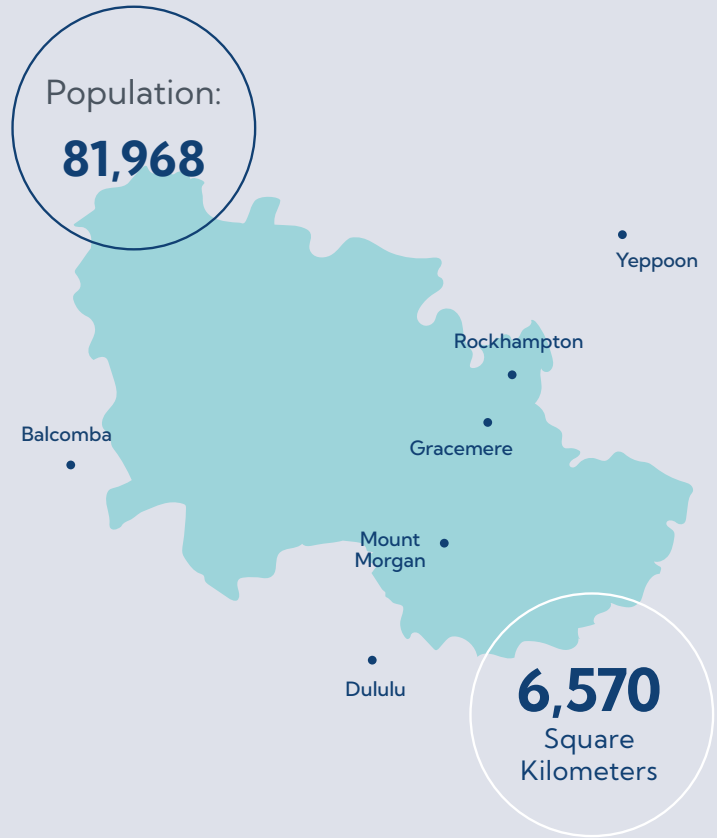 Population:
81,968
Yeppoon
Rockhampton
Balcomba
Gracemere
Mount
Morgan
Dululu
6,570
Square
Kilometers